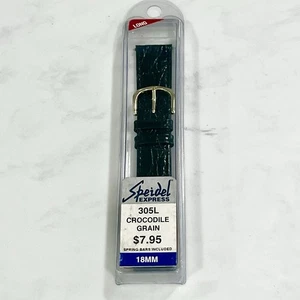 LONG
Speidel
EXPRESS
305L
CROCODILE
GRAIN
$7.95
SPRING BARS INCLUDED
18MM